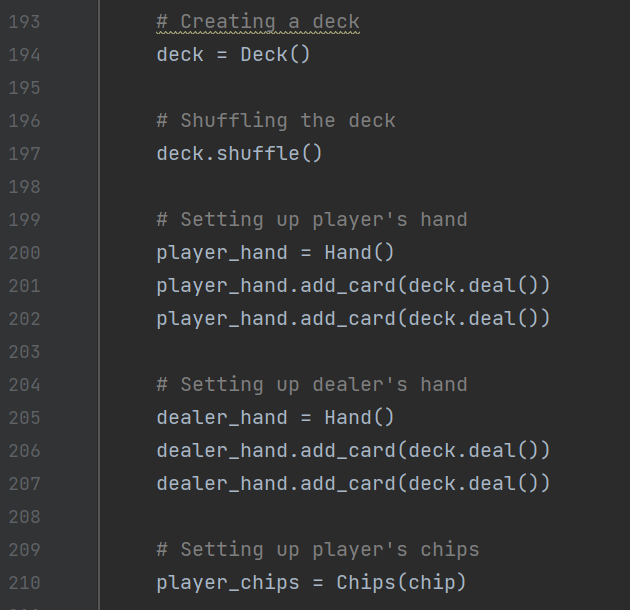 193 # Creating a deck
194 deck = Deck()
195
196 # Shuffling the deck
197 deck.shuffle()
198
199 # Setting up player's hand
200 player_hand = Hand()
201 player_hand.add_card(deck.deal())
202 player_hand.add_card(deck.deal())
203
204 # Setting up dealer's hand
205 dealer_hand = Hand()
206 dealer_hand.add_card(deck.deal())
207 dealer_hand.add_card(deck.deal())
208
209 # Setting up player's chips
210 player_chips = Chips(chip)